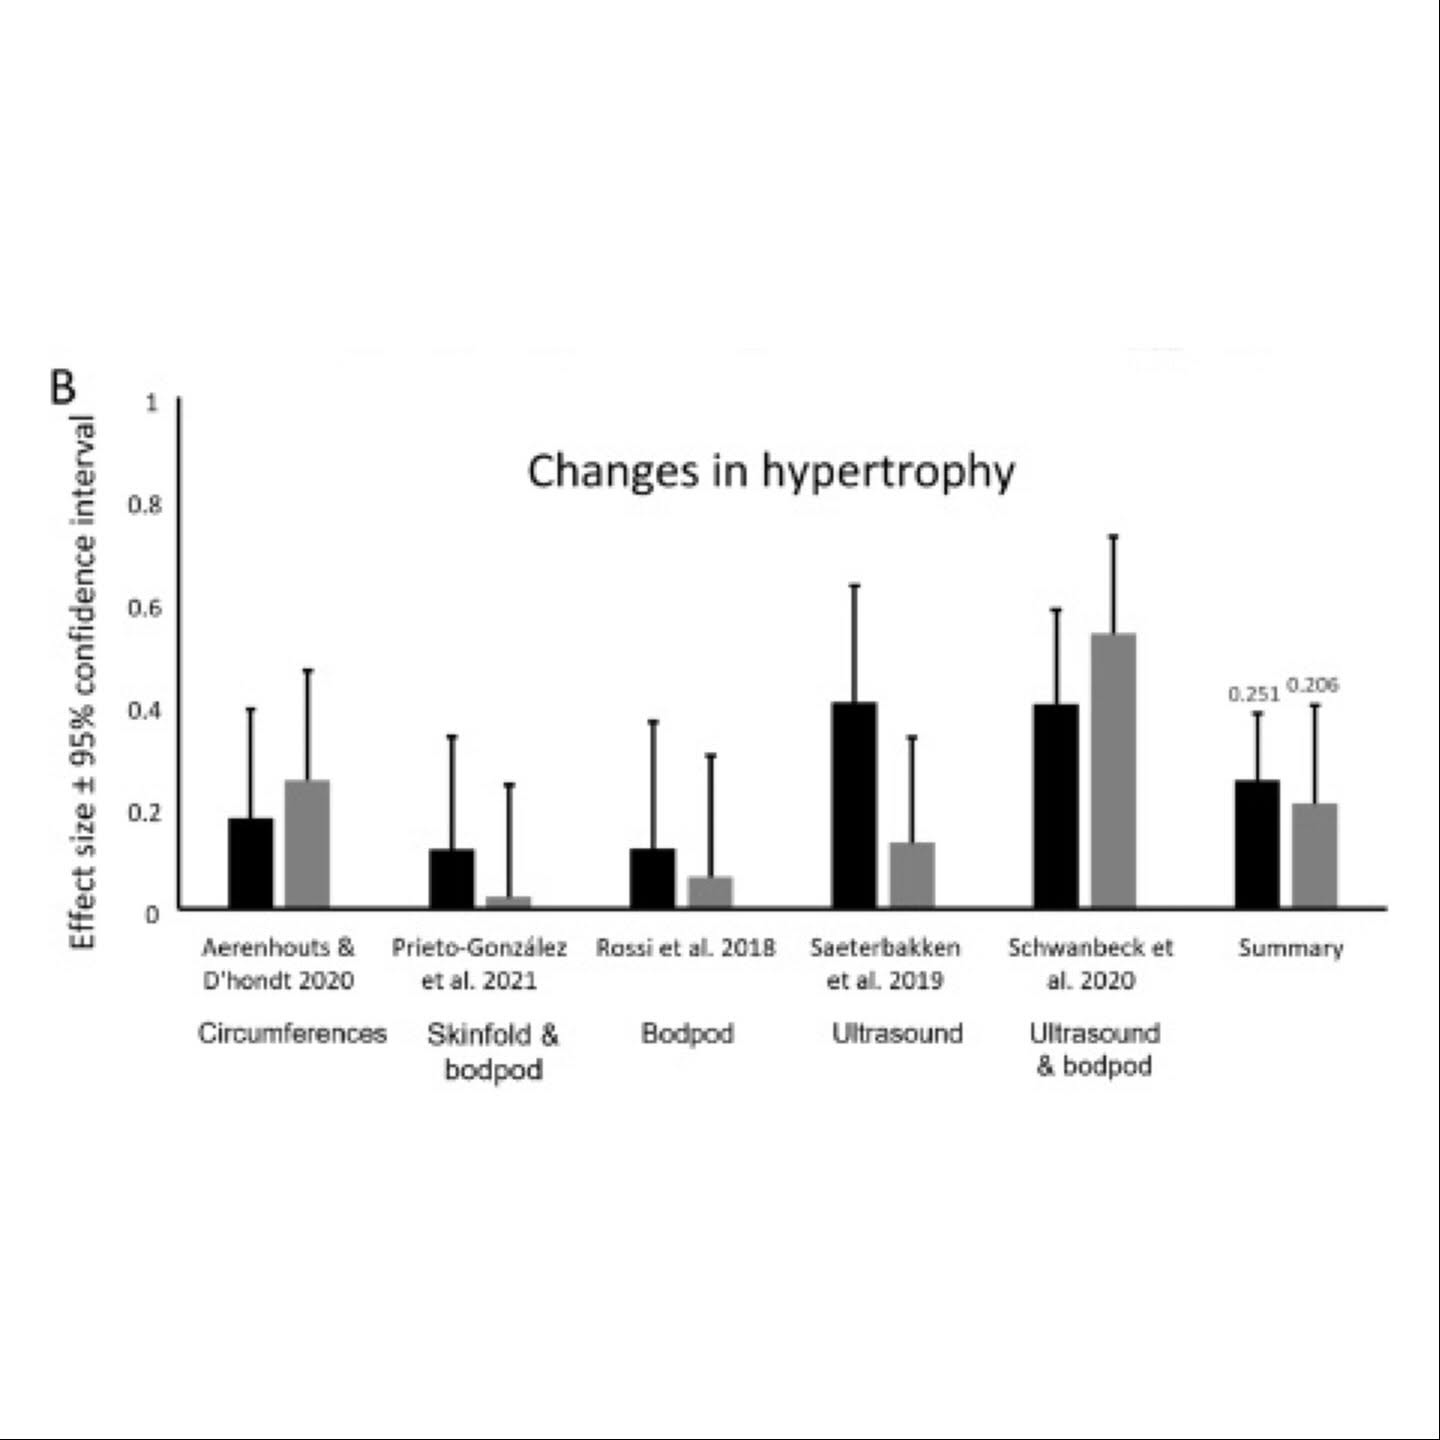 B
Changes in hypertrophy
Effect size ± 95% confidence interval
1
0.8
0.6
0.4
0.2
0
0.251 0.206
Aerenhouts &
D'hondt 2020
Prieto-González
et al. 2021
Rossi et al. 2018
Saeterbakken
et al. 2019
Schwanbeck et
al. 2020
Summary
Circumferences
Skinfold &
bodpod
Bodpod
Ultrasound
Ultrasound
& bodpod